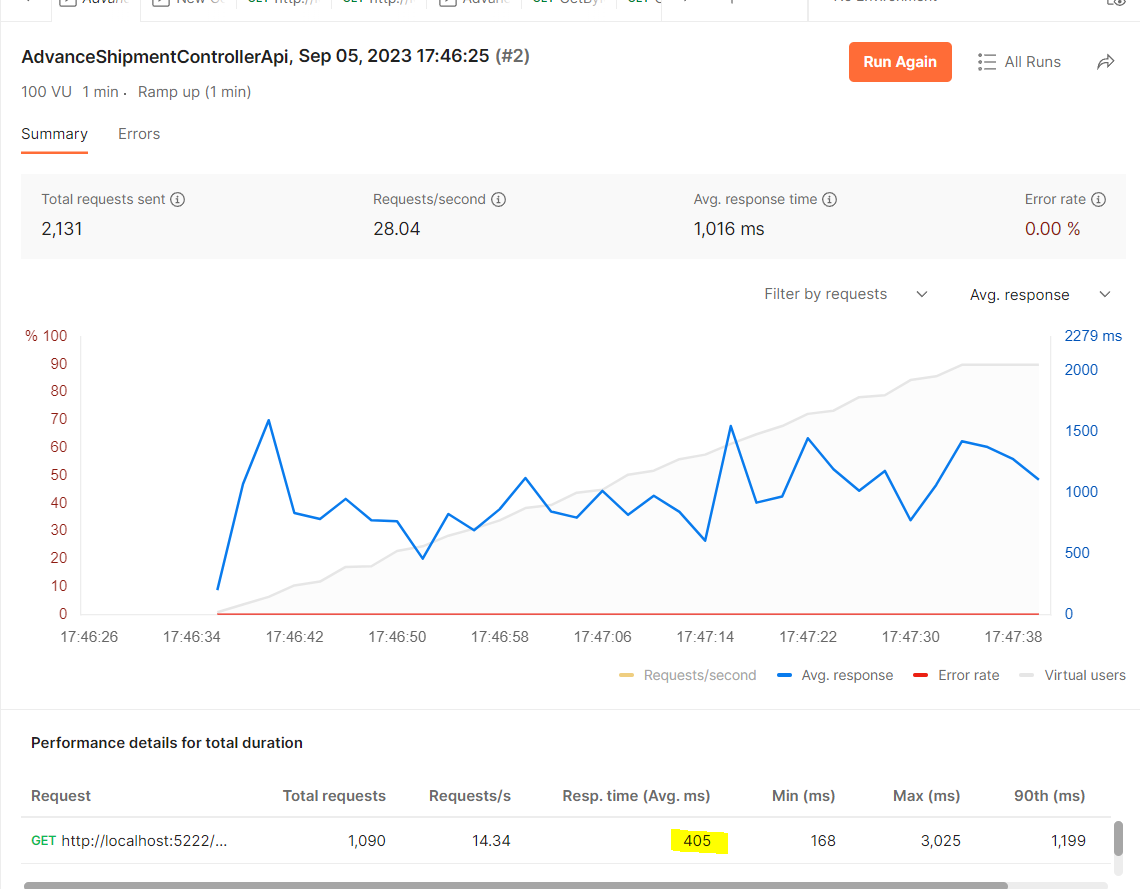 AdvanceShipmentControllerApi, Sep 05, 2023 17:46:25 (#2)
Run Again
All Runs
100 VU 1 min · Ramp up (1 min)
Summary Errors
Total requests sent Requests/second Avg. response time Error rate
2,131 28.04 1,016 ms 0.00 %
Filter by requests Avg. response
% 100 2279 ms
90
2000
80
70
1500
60
50
1000
40
30
500
20
10
0 0
17:46:26 17:46:34 17:46:42 17:46:50 17:46:58 17:47:06 17:47:14 17:47:22 17:47:30 17:47:38
Requests/second Avg. response Error rate Virtual users
Performance details for total duration
Request Total requests Requests/s Resp. time (Avg. ms) Min (ms) Max (ms) 90th (ms)
GET http://localhost:5222/... 1,090 14.34 405 168 3,025 1,199